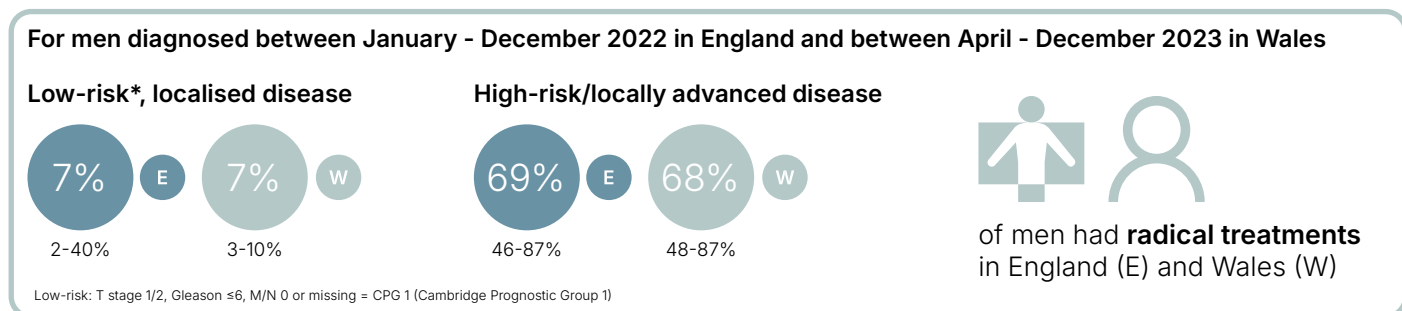 For men diagnosed between January - December 2022 in England and between April - December 2023 in Wales
Low-risk*, localised disease
7%
E
7%
W
2-40%
3-10%
High-risk/locally advanced disease
69%
E
68%
W
46-87%
48-87%
of men had radical treatments
in England (E) and Wales (W)
Low-risk: T stage 1/2, Gleason ≤6, M/N 0 or missing = CPG 1 (Cambridge Prognostic Group 1)